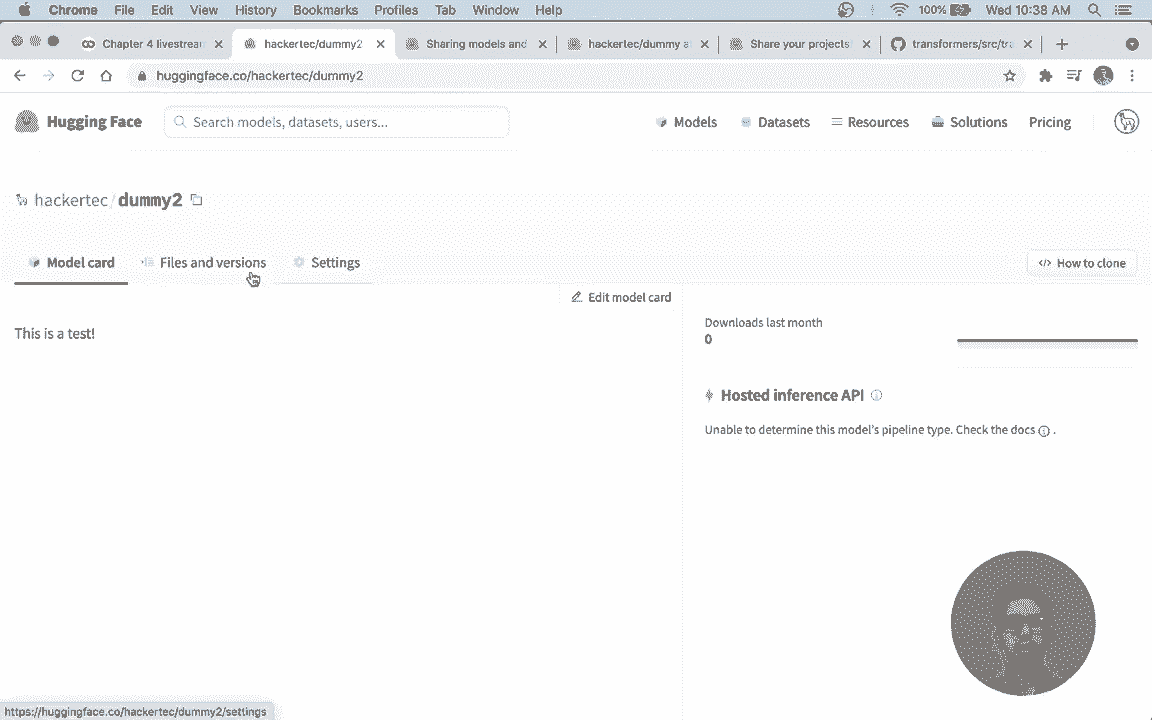 Chrome File Edit View History Bookmarks Profiles Tab Window Help 100% Wed 10:38 AM
Chapter 4 livestream hackertec/dummy2 Sharing models and hackertec/dummy a Share your projects transformers/src/tra
huggingface.co/hackertec/dummy2
Hugging Face Search models, datasets, users... Models Datasets Resources Solutions Pricing
hackertec/dummy2
Model card Files and versions Settings </> How to clone
Edit model card
This is a test!
Downloads last month
0
Hosted inference API
Unable to determine this model's pipeline type. Check the docs .
https://huggingface.co/hackertec/dummy2/settings